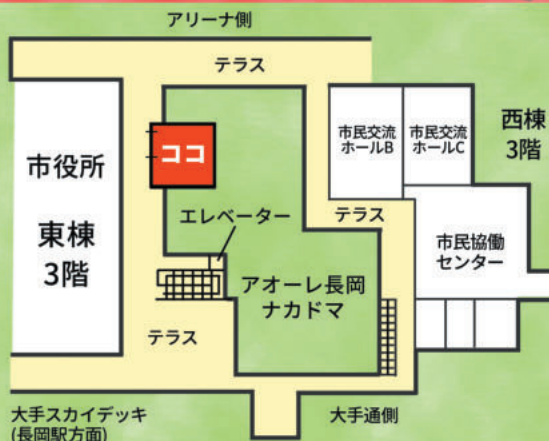 アリーナ側
テラス
市民交流
ホールB
市民交流
ホールC
西棟
3階
ココ
市役所
東棟
3階
エレベーター
テラス
市民協働
センター
アオーレ長岡
ナカドマ
テラス
大手スカイデッキ
(長岡駅方面)
大手通側